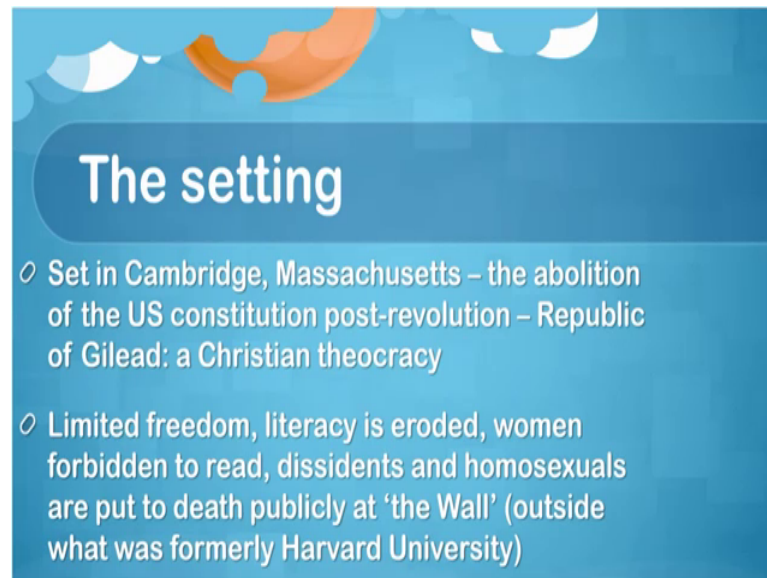 The setting
Set in Cambridge, Massachusetts – the abolition
of the US constitution post-revolution – Republic
of Gilead: a Christian theocracy
Limited freedom, literacy is eroded, women
forbidden to read, dissidents and homosexuals
are put to death publicly at ‘the Wall’ (outside
what was formerly Harvard University)